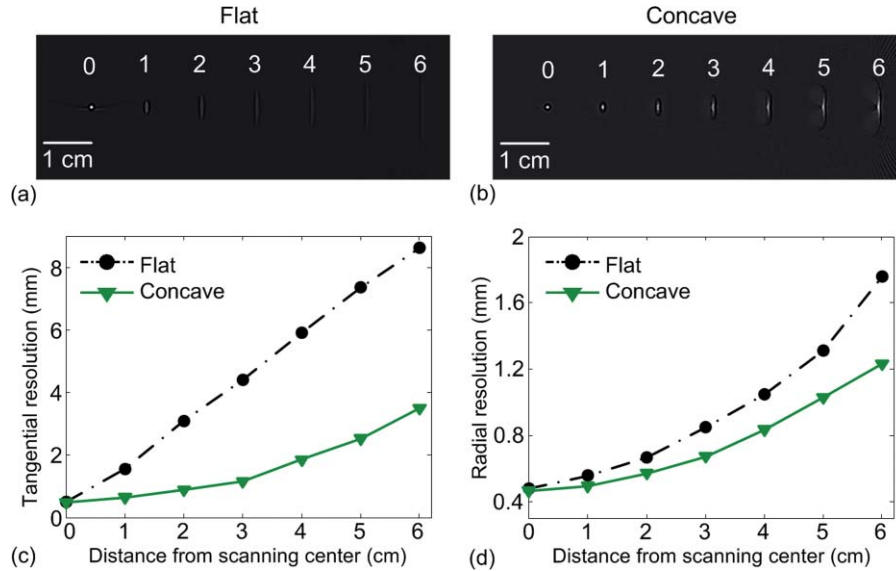 Flat
0 1 2 3 4 5 6
1 cm
(a)
Concave
0 1 2 3 4 5 6
1 cm
(b)
Tangential resolution (mm)
8
6
4
2
0
Flat
Concave
0 1 2 3 4 5 6
(c)
Distance from scanning center (cm)
Radial resolution (mm)
2
1.6
1.2
0.8
0.4
Flat
Concave
0 1 2 3 4 5 6
(d)
Distance from scanning center (cm)